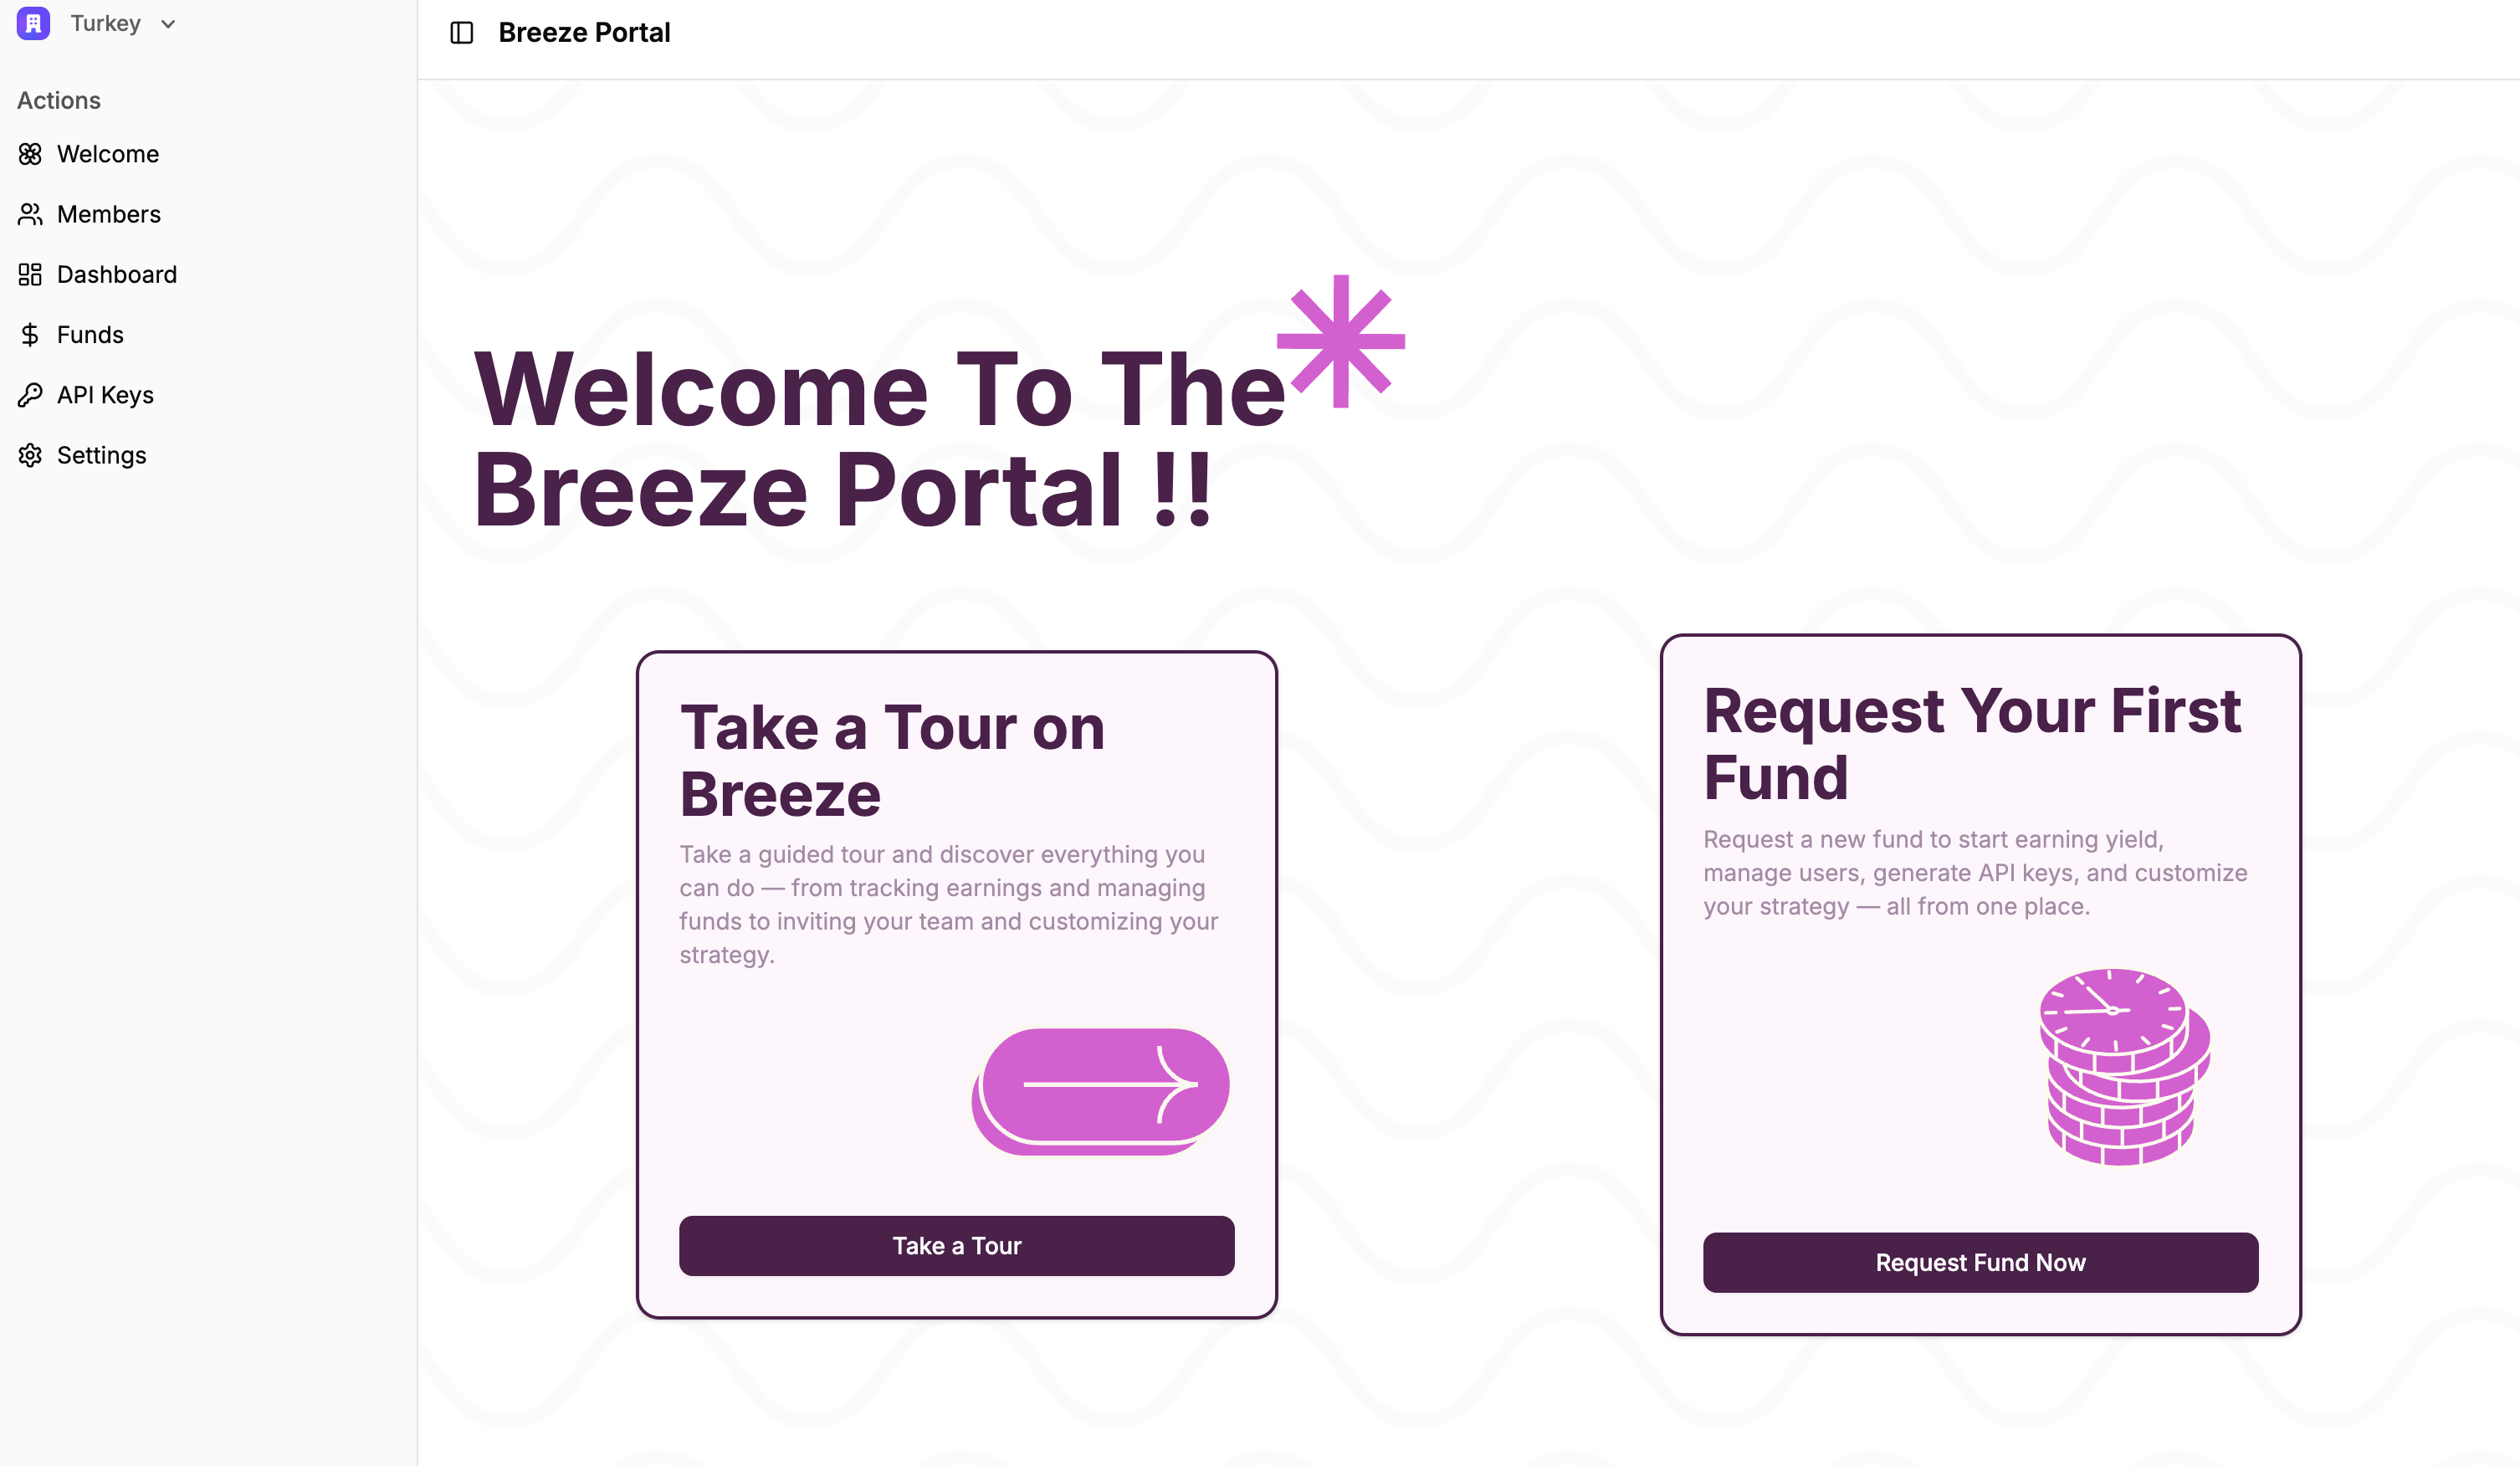 Turkey
Breeze Portal
Actions
Welcome
Members
Dashboard
Funds
API Keys
Settings
Welcome To The
Breeze Portal !!
Take a Tour on
Breeze
Take a guided tour and discover everything you
can do — from tracking earnings and managing
funds to inviting your team and customizing your
strategy.
Take a Tour
Request Your First
Fund
Request a new fund to start earning yield,
manage users, generate API keys, and customize
your strategy — all from one place.
Request Fund Now